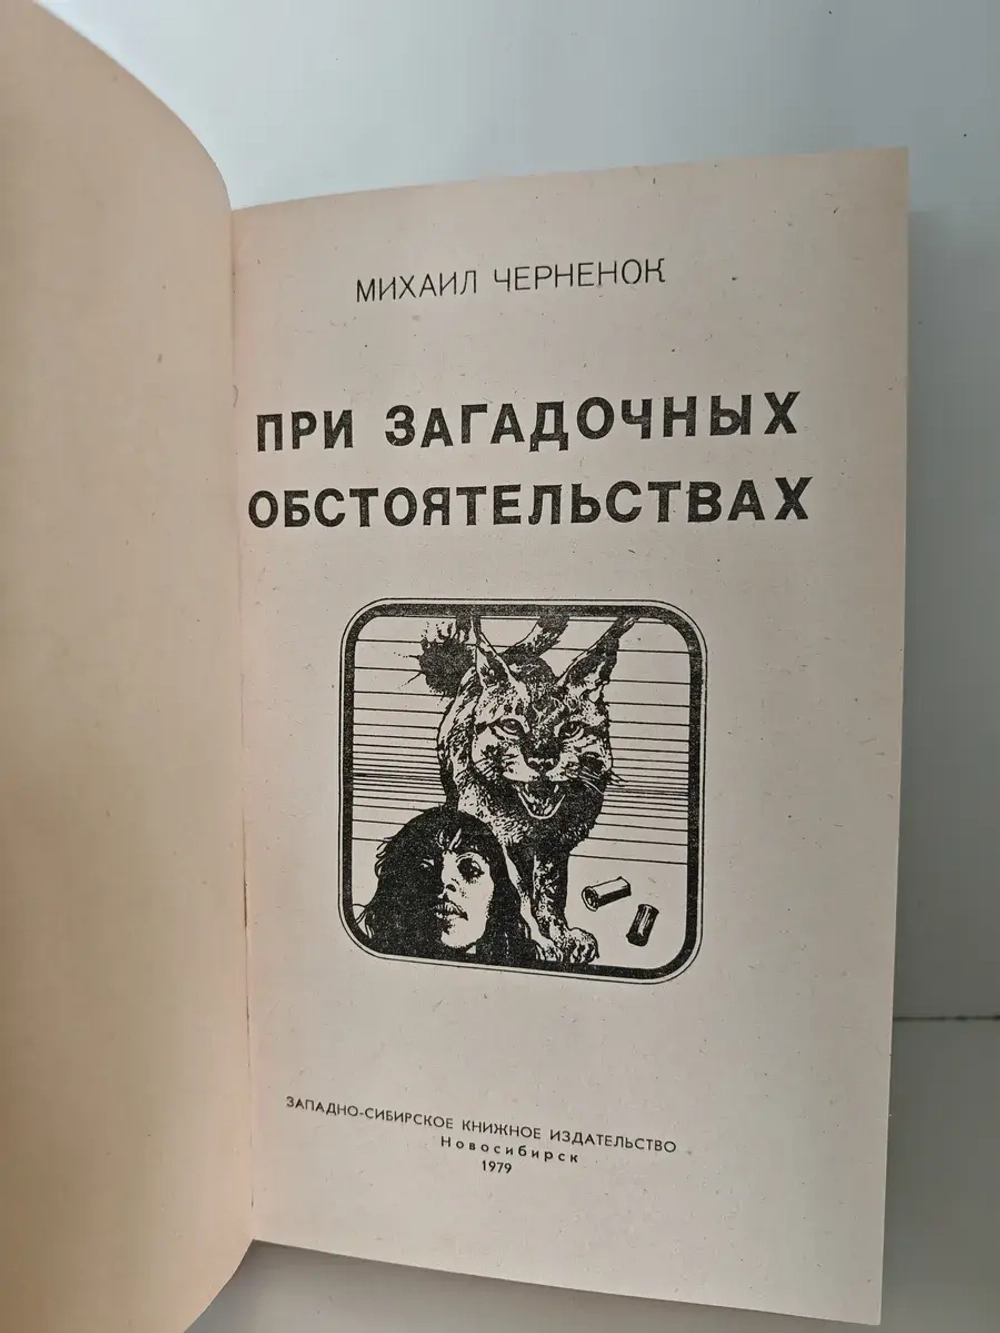 МИХАИЛ ЧЕРНЕНОК
ПРИ ЗАГАДОЧНЫХ
ОБСТОЯТЕЛЬСТВАХ
ЗАПАДНО-СИБИРСКОЕ КНИЖНОЕ ИЗДАТЕЛЬСТВО
Новосибирск
1979